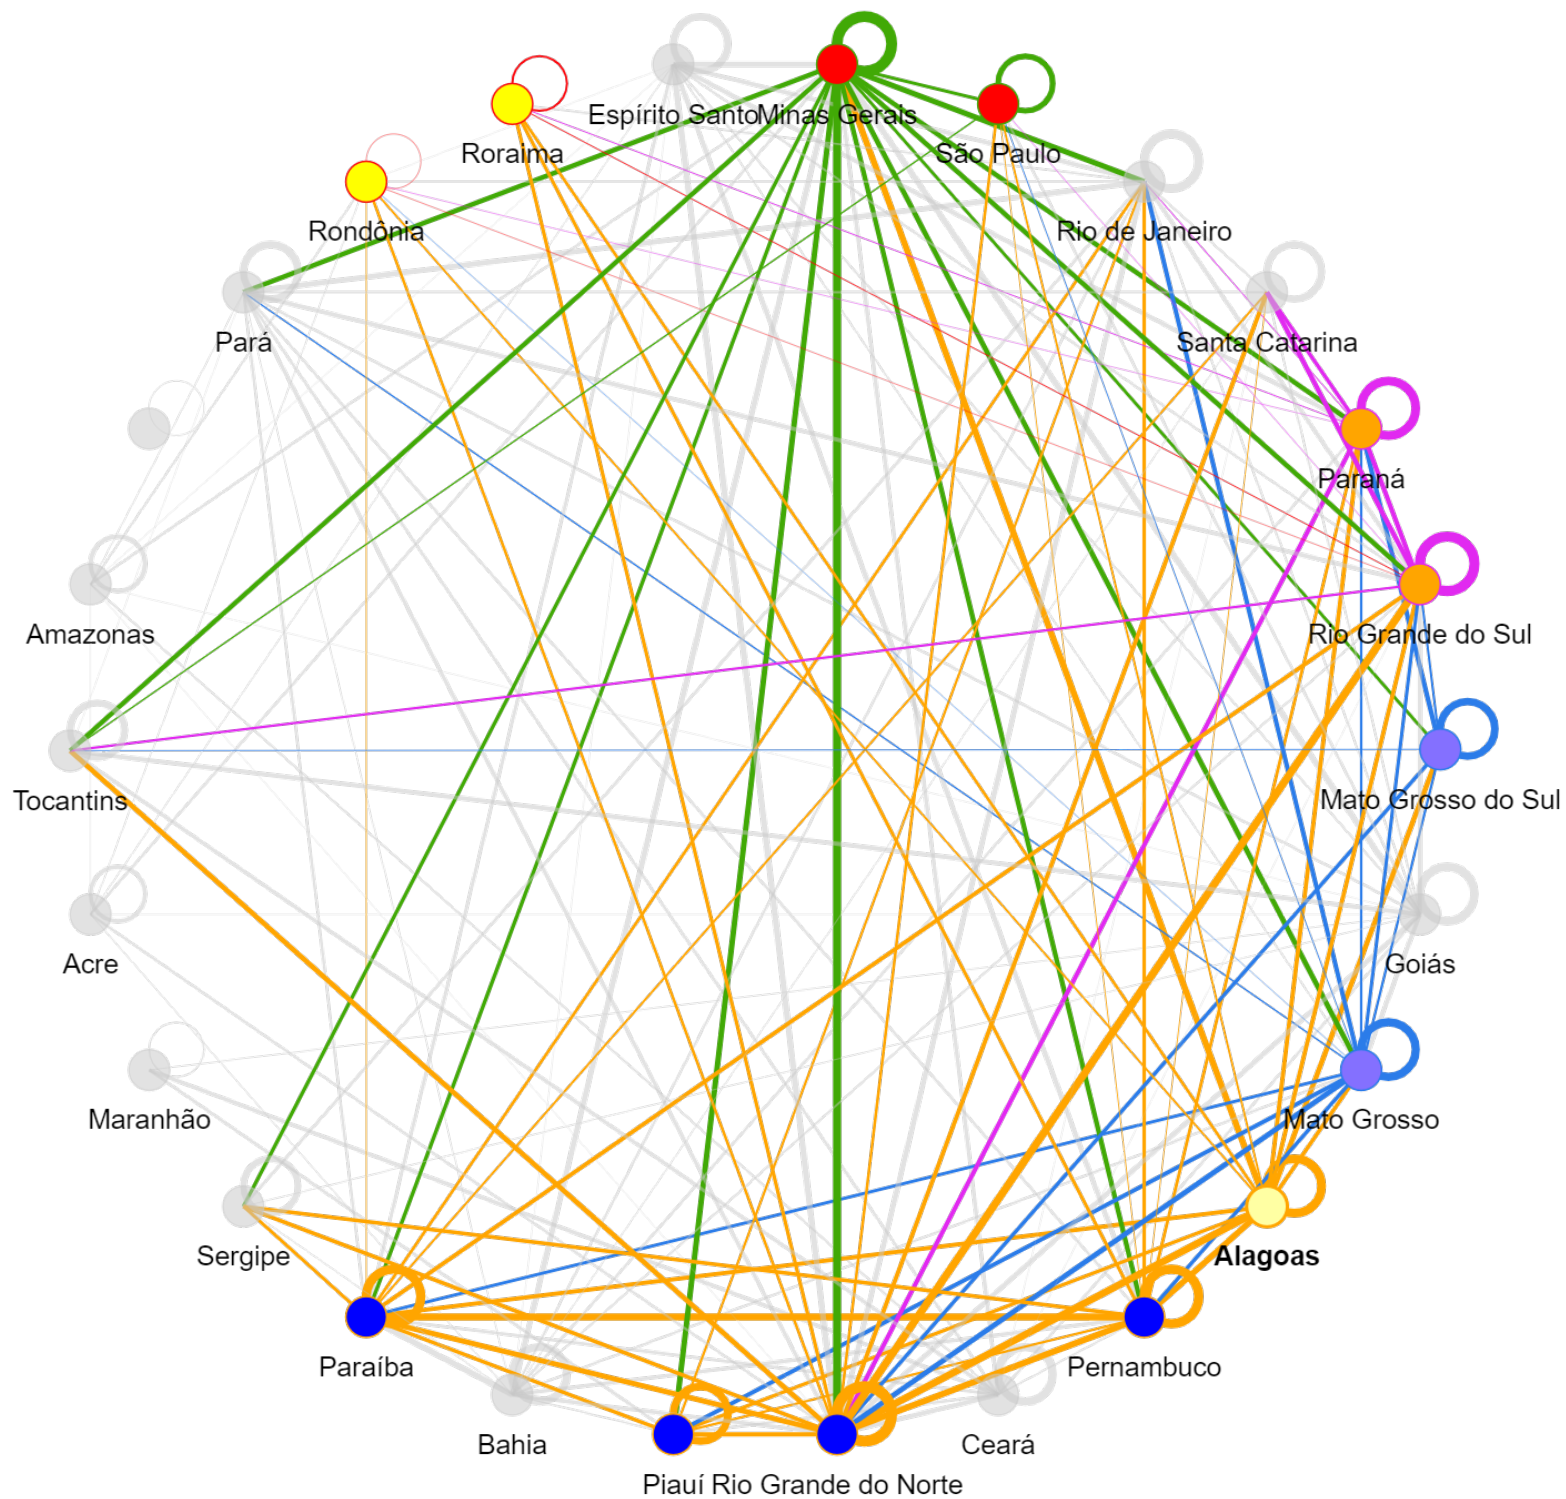 Espírito Santo
Minas Gerais
Roraima
São Paulo
Rondônia
Rio de Janeiro
Pará
Santa Catarina
Paraná
Amazonas
Rio Grande do Sul
Tocantins
Mato Grosso do Sul
Acre
Goiás
Maranhão
Mato Grosso
Sergipe
Alagoas
Paraíba
Pernambuco
Bahia
Ceará
Piauí
Rio Grande do Norte